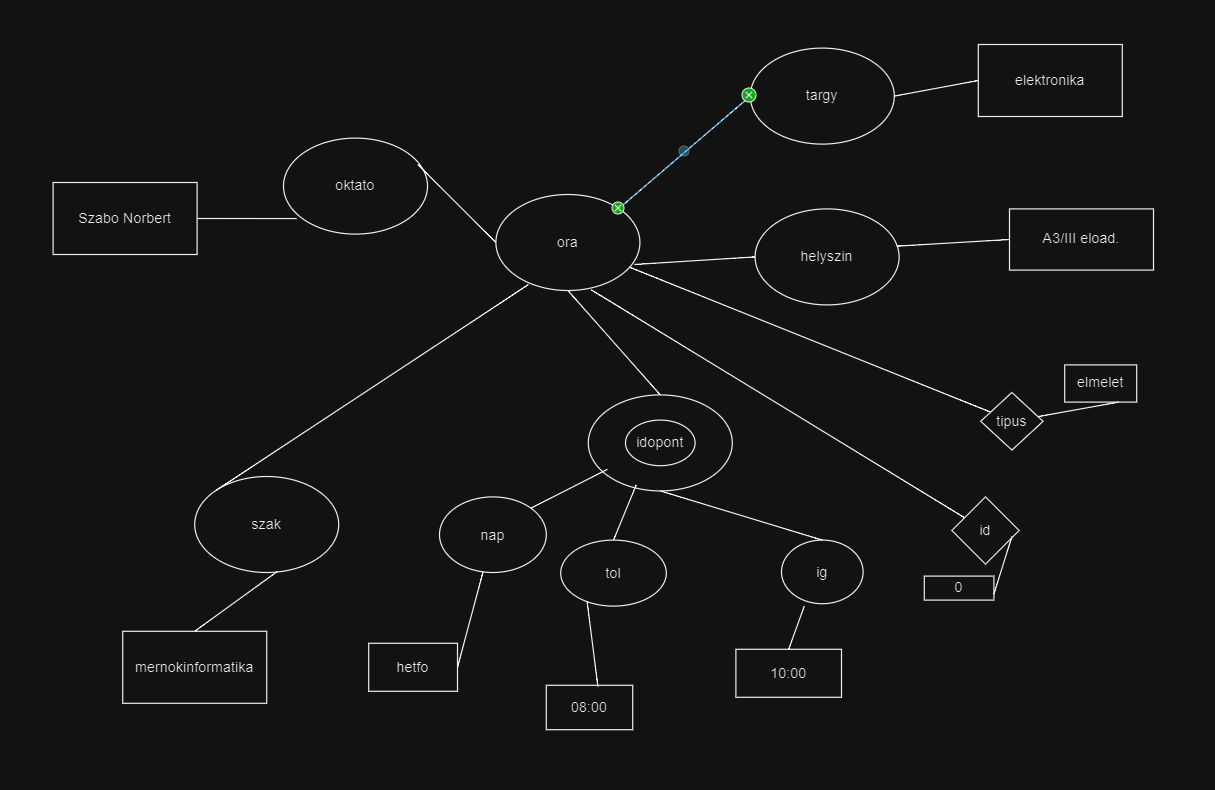 targy
elektronika
oktato
Szabo Norbert
ora
helyszin
A3/III eload.
elmelet
tipus
idopont
szak
nap
tol
ig
id
0
mernokinformatika
hetfo
08:00
10:00